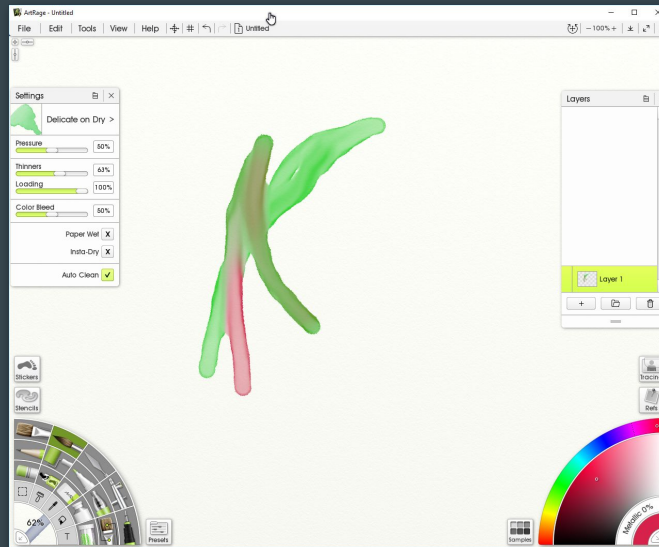 ArtRage - Untitled
File Edit Tools View Help Untitled - 100% +
Settings
Delicate on Dry >
Pressure 50%
Thinners 63%
Loading 100%
Color Bleed 50%
Paper Wet X
Insta-Dry X
Auto Clean
Layers
Layer 1
Stickers
Stencils
Tracin
Refs
62%
T
Presets
Samples
Metallic 0%